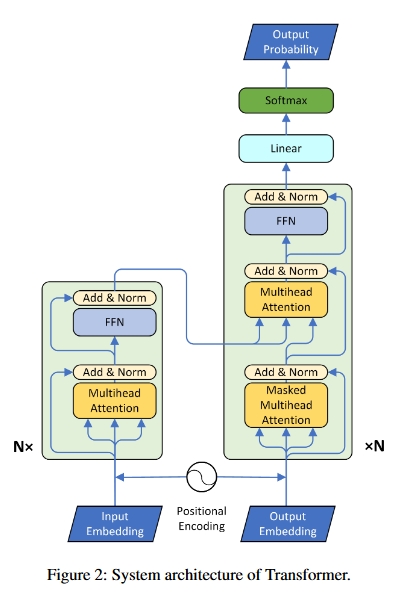 Output
Probability
Softmax
Linear
Add & Norm
FFN
Add & Norm
Multihead
Attention
Add & Norm
Masked
Multihead
Attention
×N
Add & Norm
FFN
Add & Norm
Multihead
Attention
N×
Positional
Encoding
Input
Embedding
Output
Embedding
Figure 2: System architecture of Transformer.